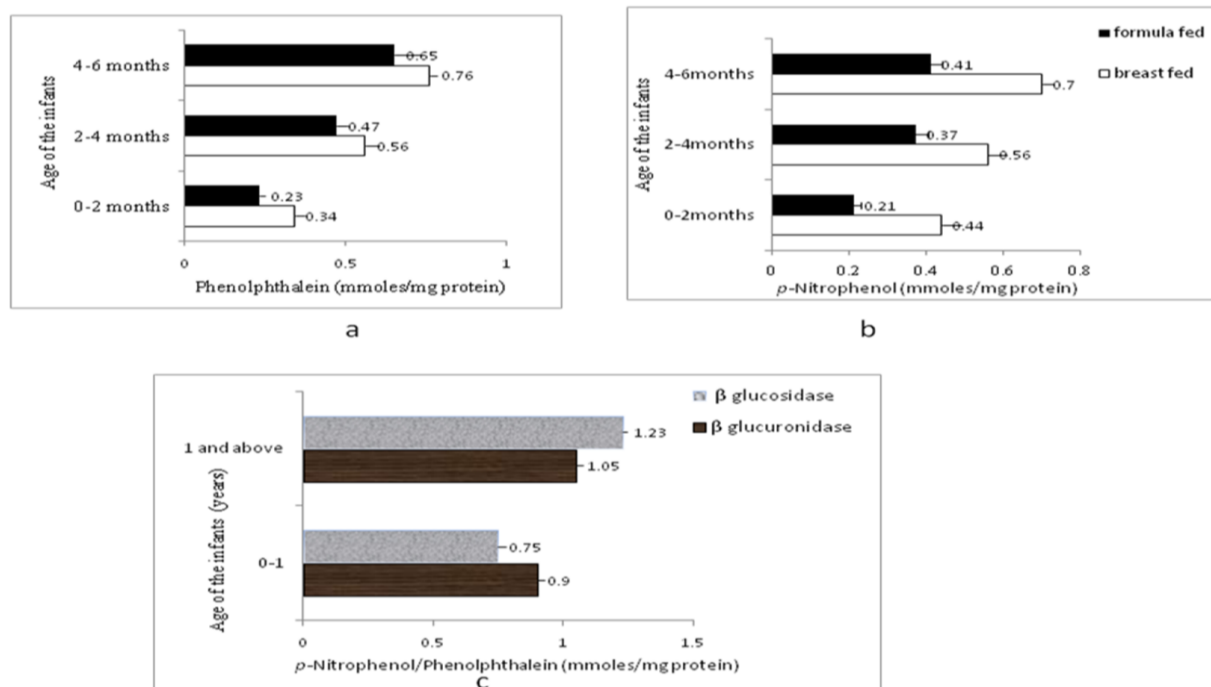 Age of the infants
4-6 months
0.65
0.76
2-4 months
0.47
0.56
0-2 months
0.23
0.34
0
0.5
1
Phenolphthalein (mmoles/mg protein)
a
formula fed
breast fed
Age of the infants
4-6months
0.41
0.7
2-4months
0.37
0.56
0-2months
0.21
0.44
0
0.2
0.4
0.6
0.8
p-Nitrophenol (mmoles/mg protein)
b
β glucosidase
β glucuronidase
Age of the infants (years)
1 and above
1.23
1.05
0-1
0.75
0.9
0
0.5
1
1.5
p-Nitrophenol/Phenolphthalein (mmoles/mg protein)
c